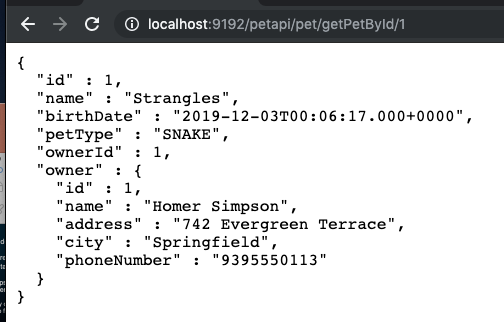 localhost:9192/petapi/pet/getPetById/1
{
  "id" : 1,
  "name" : "Strangles",
  "birthDate" : "2019-12-03T00:06:17.000+0000",
  "petType" : "SNAKE",
  "ownerId" : 1,
  "owner" : {
    "id" : 1,
    "name" : "Homer Simpson",
    "address" : "742 Evergreen Terrace",
    "city" : "Springfield",
    "phoneNumber" : "9395550113"
  }
}